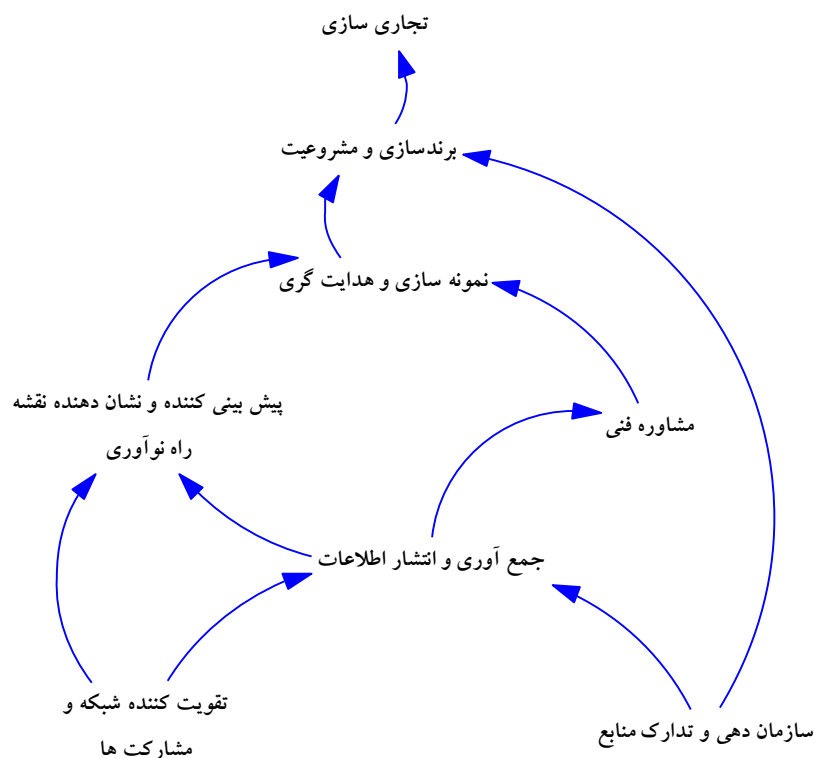 تجاری سازی
برندسازی و مشروعیت
نمونه سازی و هدایت گری
پیش بینی کننده و نشان دهنده نقشه
راه نوآوری
مشاوره فنی
جمع آوری و انتشار اطلاعات
تقویت کننده شبکه و
مشارکت ها
سازمان دهی و تدارک منابع